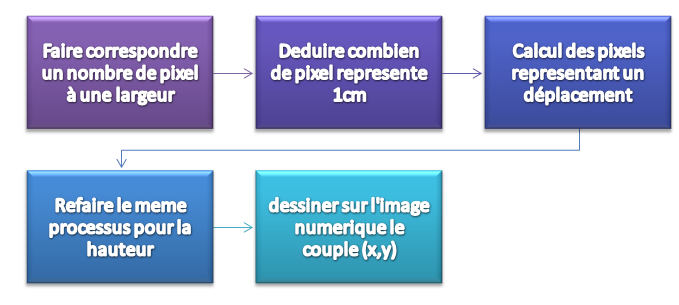 Faire correspondre
un nombre de pixel
à une largeur
Deduire combien
de pixel represente
1cm
Calcul des pixels
representant un
déplacement
Refaire le meme
processus pour la
hauteur
dessiner sur l'image
numerique le
couple (x,y)